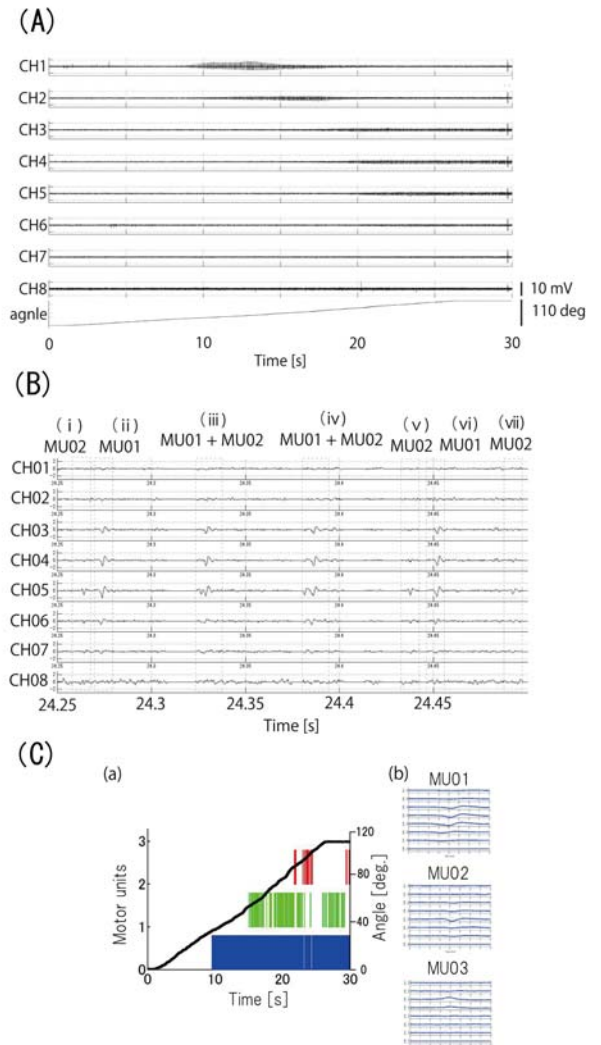 (A)
CH1
CH2
CH3
CH4
CH5
CH6
CH7
CH8
10 mV
agnle
110 deg
0 10 20 30
Time [s]
(B)
(i) (ii) (iii) (iv) (v) (vi) (vii)
MU02 MU01 MU01 + MU02 MU01 + MU02 MU02 MU01 MU02
CH01
CH02
CH03
CH04
CH05
CH06
CH07
CH08
24.25 24.3 24.35 24.4 24.45
Time [s]
(C)
(a) (b)
MU01
MU02
MU03
Motor units
3
2
1
0
120
80
40
0
Angle [deg.]
10 20 30
Time [s]